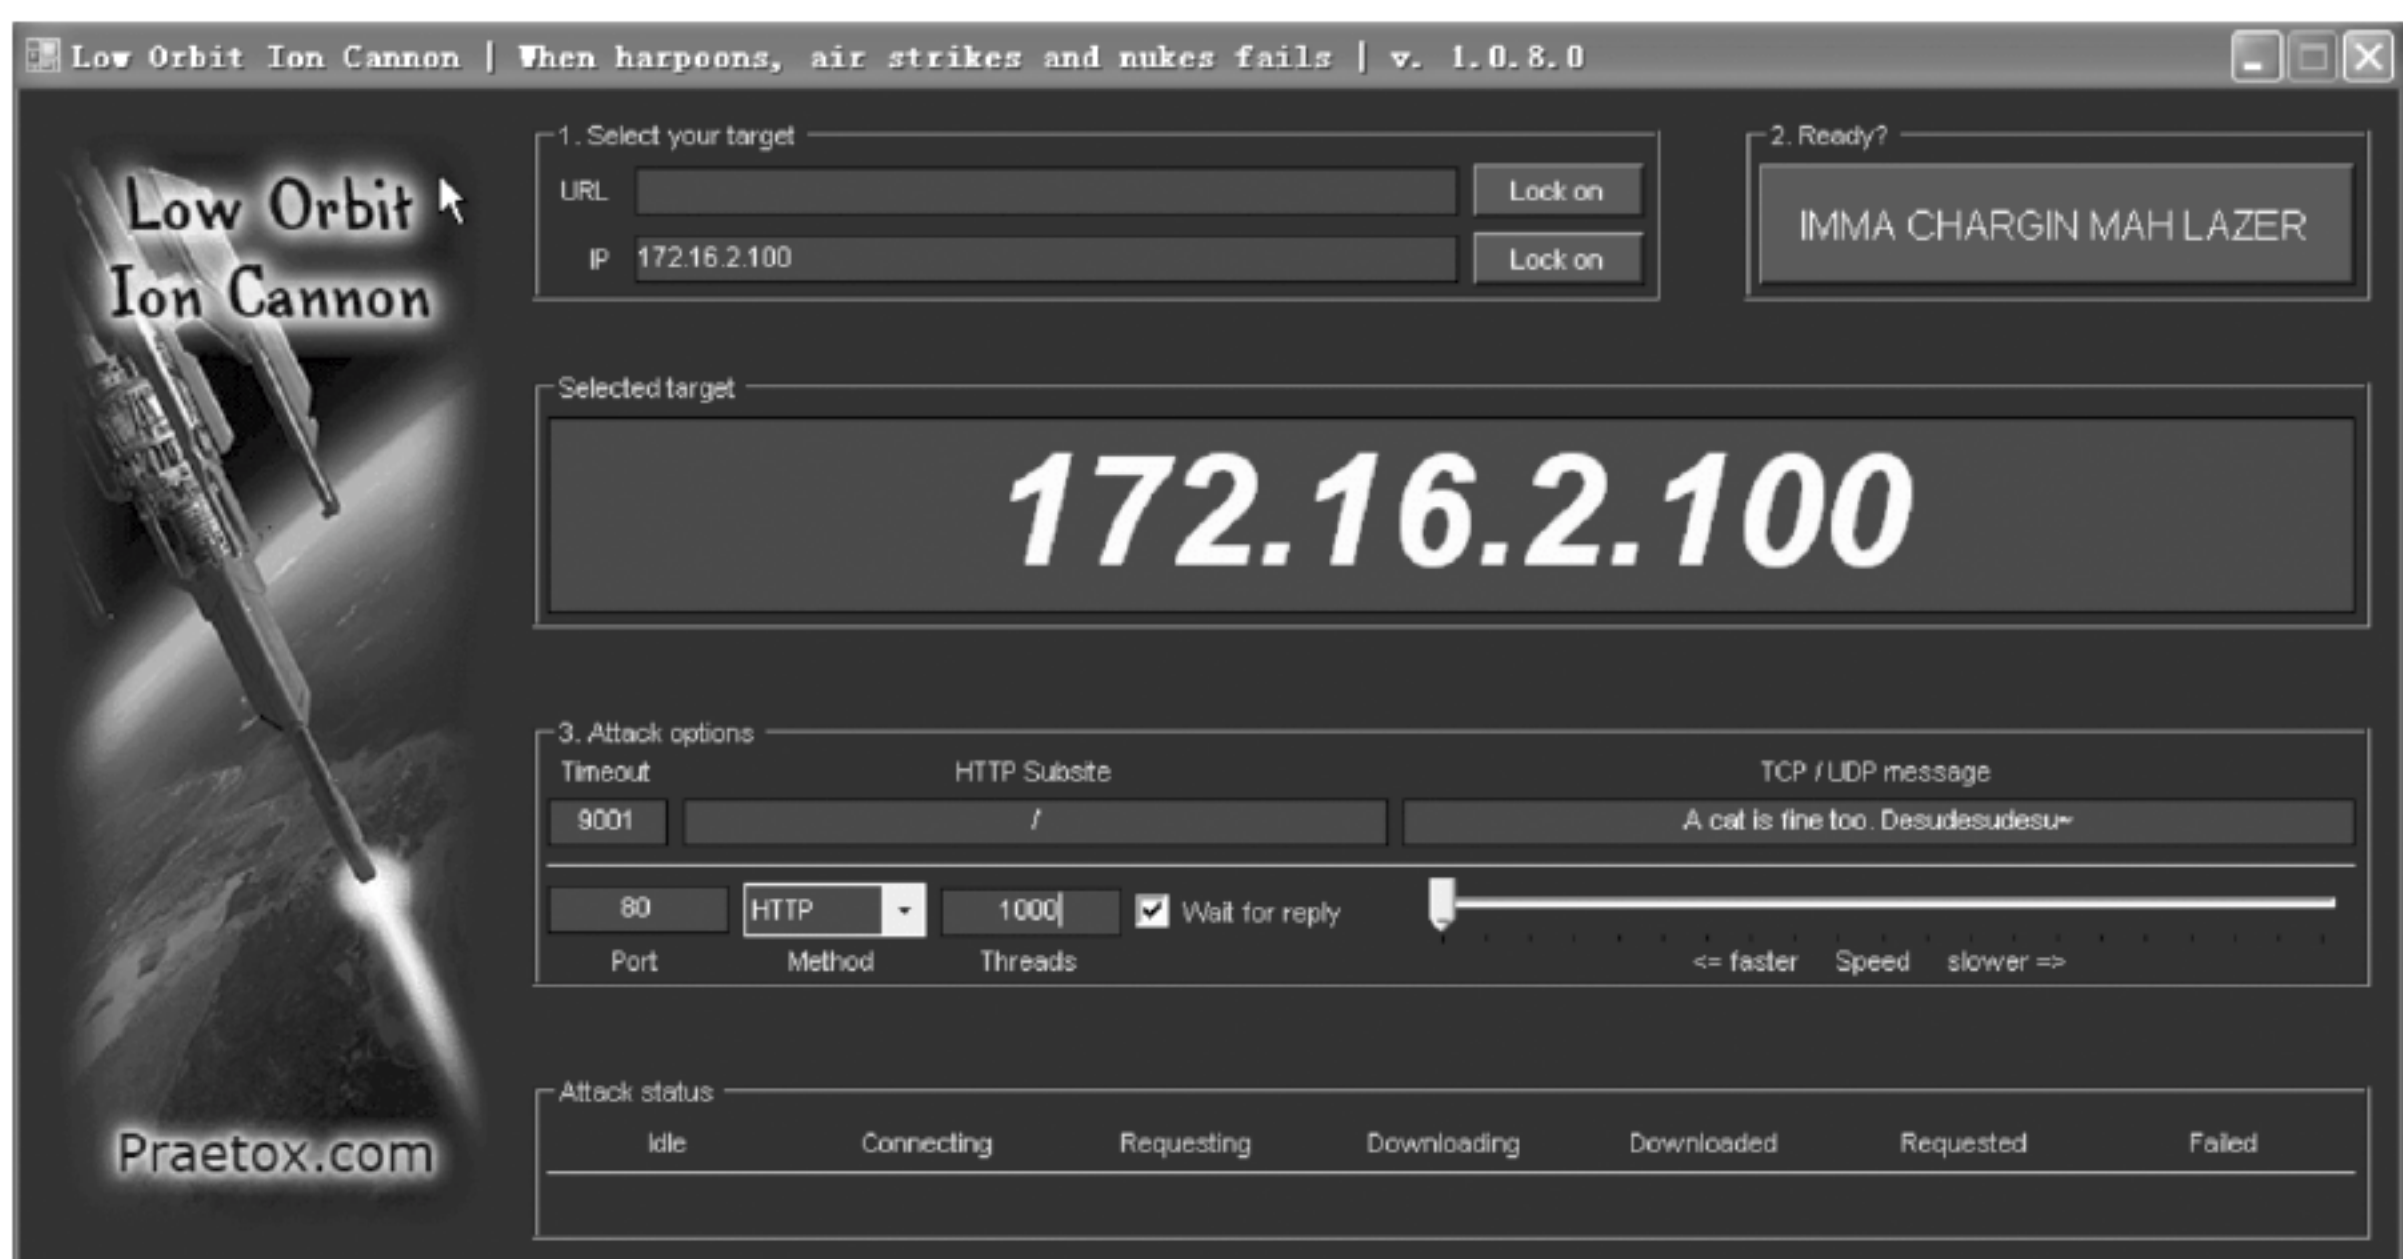 Low Orbit Ion Cannon | When harpoons, air strikes and nukes fails | v. 1.0.8.0
Low Orbit
Ion Cannon
Praetox.com
1. Select your target
URL Lock on
IP 172.16.2.100 Lock on
2. Ready?
IMMA CHARGIN MAH LAZER
Selected target
172.16.2.100
3. Attack options
Timeout HTTP Subsite TCP / UDP message
9001 / A cat is fine too. Desudesudesu~
80 HTTP 1000 Wait for reply
Port Method Threads <= faster Speed slower =>
Attack status
Idle Connecting Requesting Downloading Downloaded Requested Failed